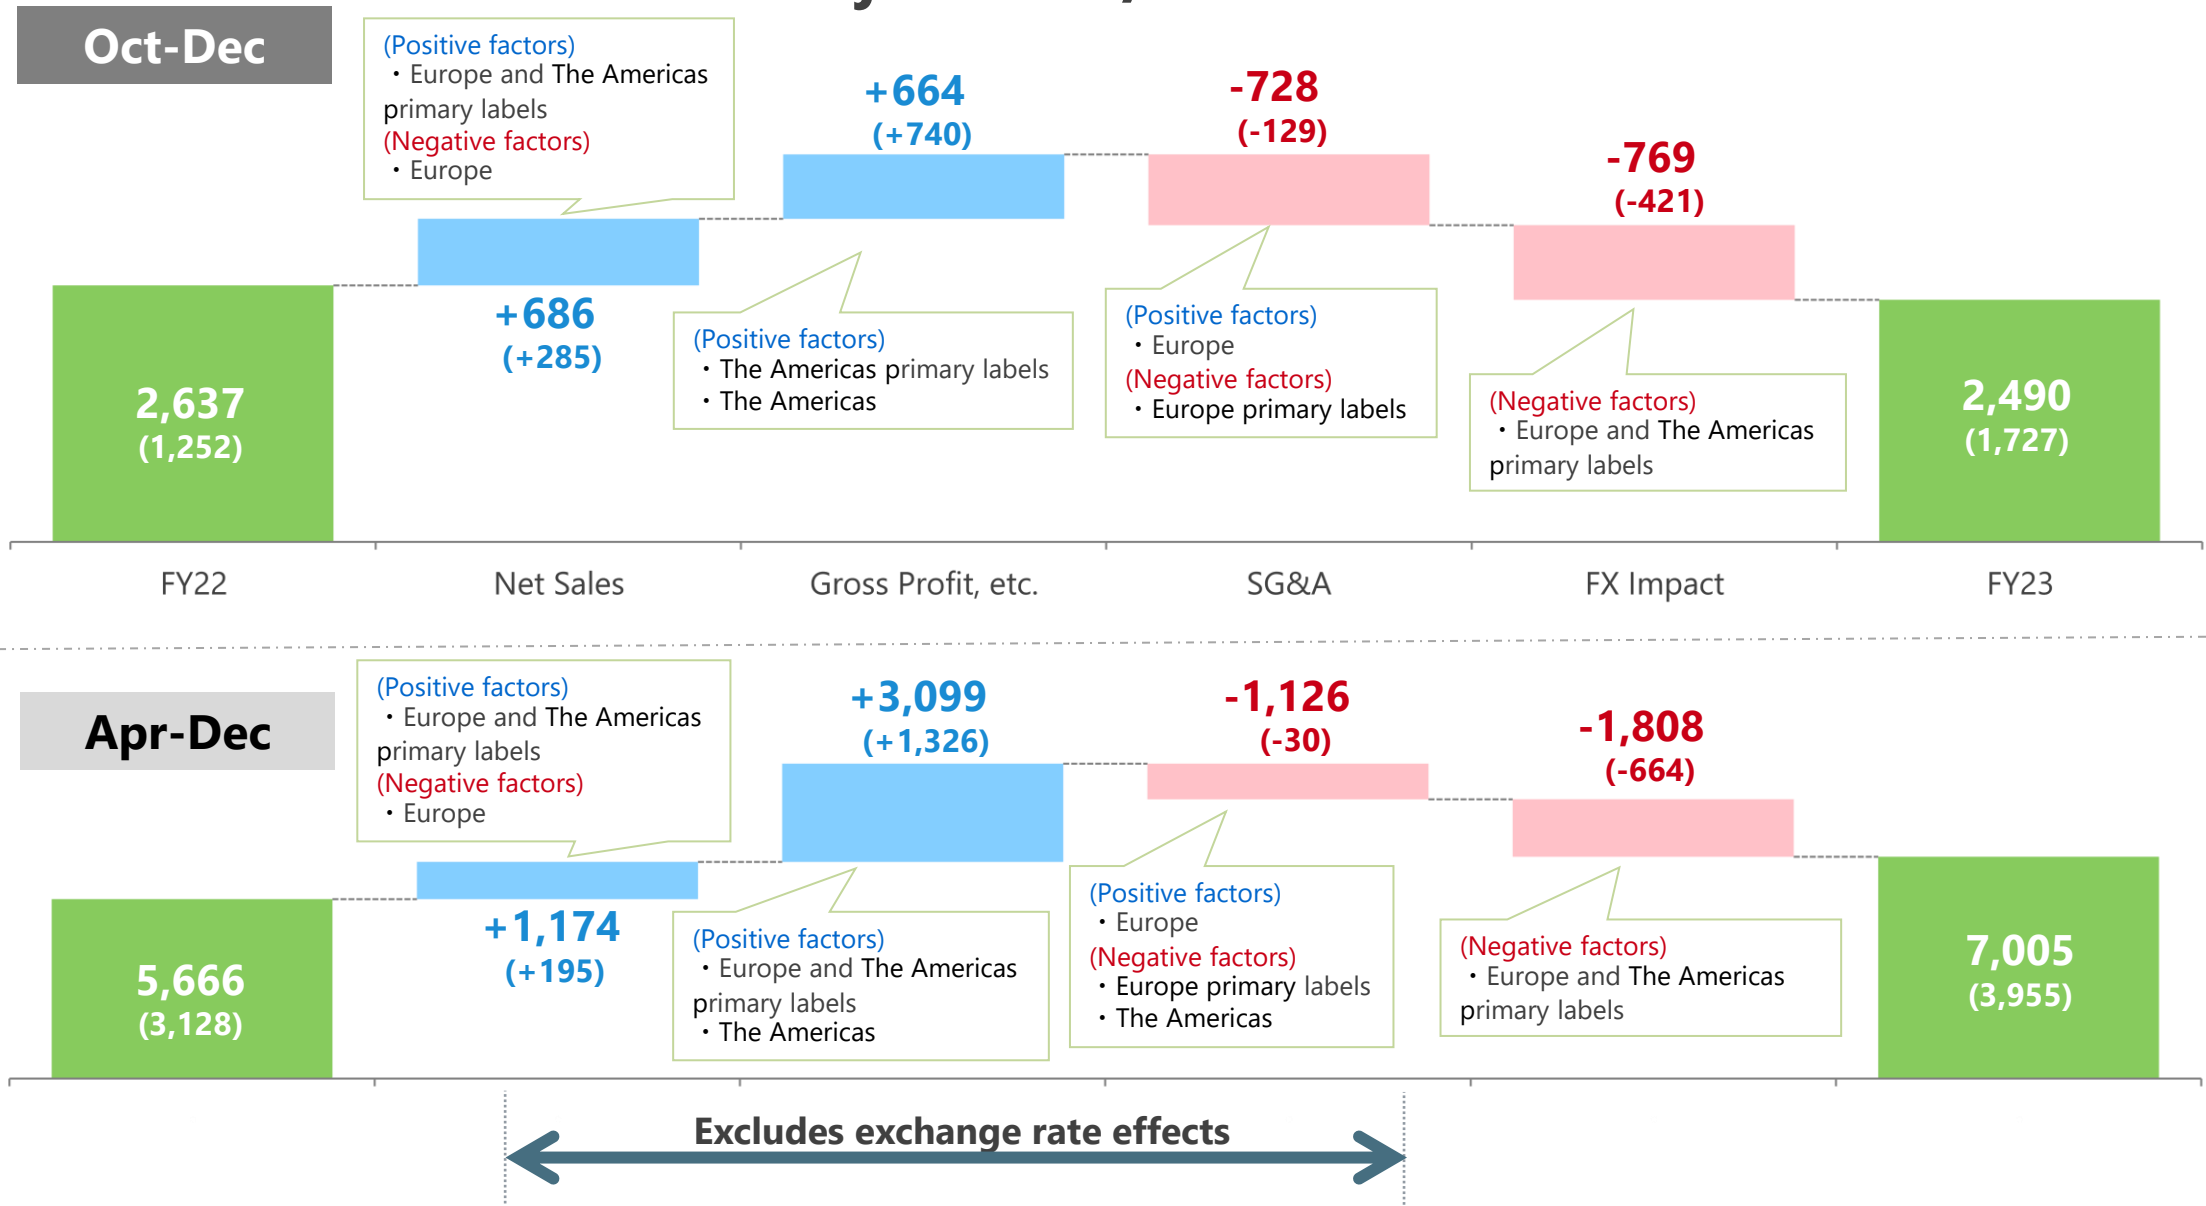 Oct-Dec
(Positive factors)
・Europe and The Americas
primary labels
(Negative factors)
・Europe
+664
(+740)
-728
(-129)
-769
(-421)
+686
(+285)
(Positive factors)
・The Americas primary labels
・The Americas
(Positive factors)
・Europe
(Negative factors)
・Europe primary labels
(Negative factors)
・Europe and The Americas
primary labels
2,637
(1,252)
2,490
(1,727)
FY22
Net Sales
Gross Profit, etc.
SG&A
FX Impact
FY23
Apr-Dec
(Positive factors)
・Europe and The Americas
primary labels
(Negative factors)
・Europe
+3,099
(+1,326)
-1,126
(-30)
-1,808
(-664)
+1,174
(+195)
(Positive factors)
・Europe and The Americas
primary labels
・The Americas
(Positive factors)
・Europe
(Negative factors)
・Europe primary labels
・The Americas
(Negative factors)
・Europe and The Americas
primary labels
5,666
(3,128)
7,005
(3,955)
Excludes exchange rate effects